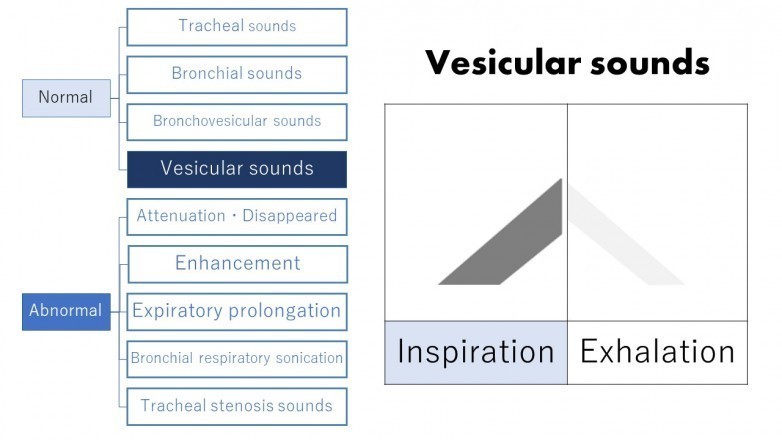 Normal
Tracheal sounds
Bronchial sounds
Bronchovesicular sounds
Vesicular sounds
Abnormal
Attenuation・Disappeared
Enhancement
Expiratory prolongation
Bronchial respiratory sonication
Tracheal stenosis sounds
Vesicular sounds
Inspiration
Exhalation